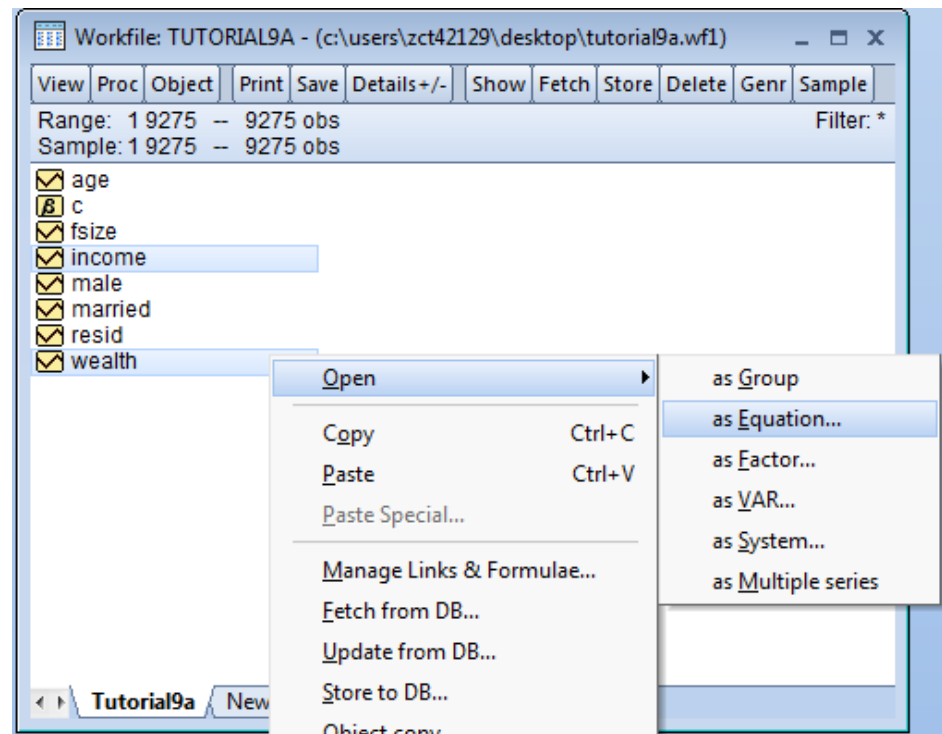 Workfile: TUTORIAL9A - (c:\users\zct42129\desktop\tutorial9a.wf1)
View Proc Object Print Save Details+/- Show Fetch Store Delete Genr Sample
Range: 1 9275 -- 9275 obs Filter: *
Sample: 1 9275 -- 9275 obs
age
β c
fsize
income
male
married
resid
wealth
Open
Copy Ctrl+C
Paste Ctrl+V
Paste Special...
Manage Links & Formulae...
Fetch from DB...
Update from DB...
Store to DB...
Object copy
as Group
as Equation...
as Factor...
as VAR...
as System...
as Multiple series
Tutorial9a New